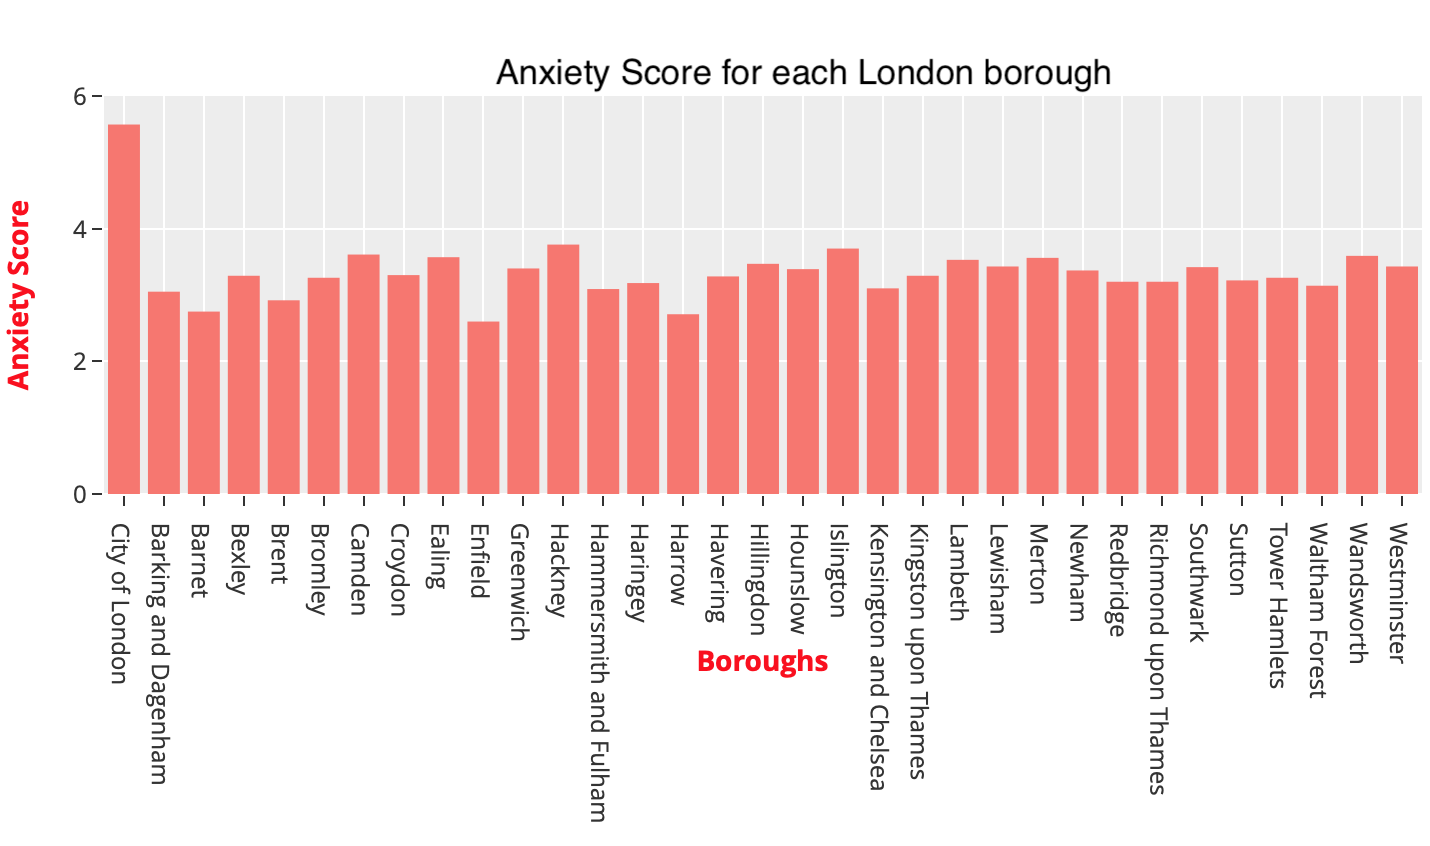 Anxiety Score for each London borough
6
4
2
0
Anxiety Score
City of London
Barking and Dagenham
Barnet
Bexley
Brent
Bromley
Camden
Croydon
Ealing
Enfield
Greenwich
Hackney
Hammersmith and Fulham
Haringey
Harrow
Havering
Hillingdon
Hounslow
Islington
Kensington and Chelsea
Kingston upon Thames
Lambeth
Lewisham
Merton
Newham
Redbridge
Richmond upon Thames
Southwark
Sutton
Tower Hamlets
Waltham Forest
Wandsworth
Westminster
Boroughs